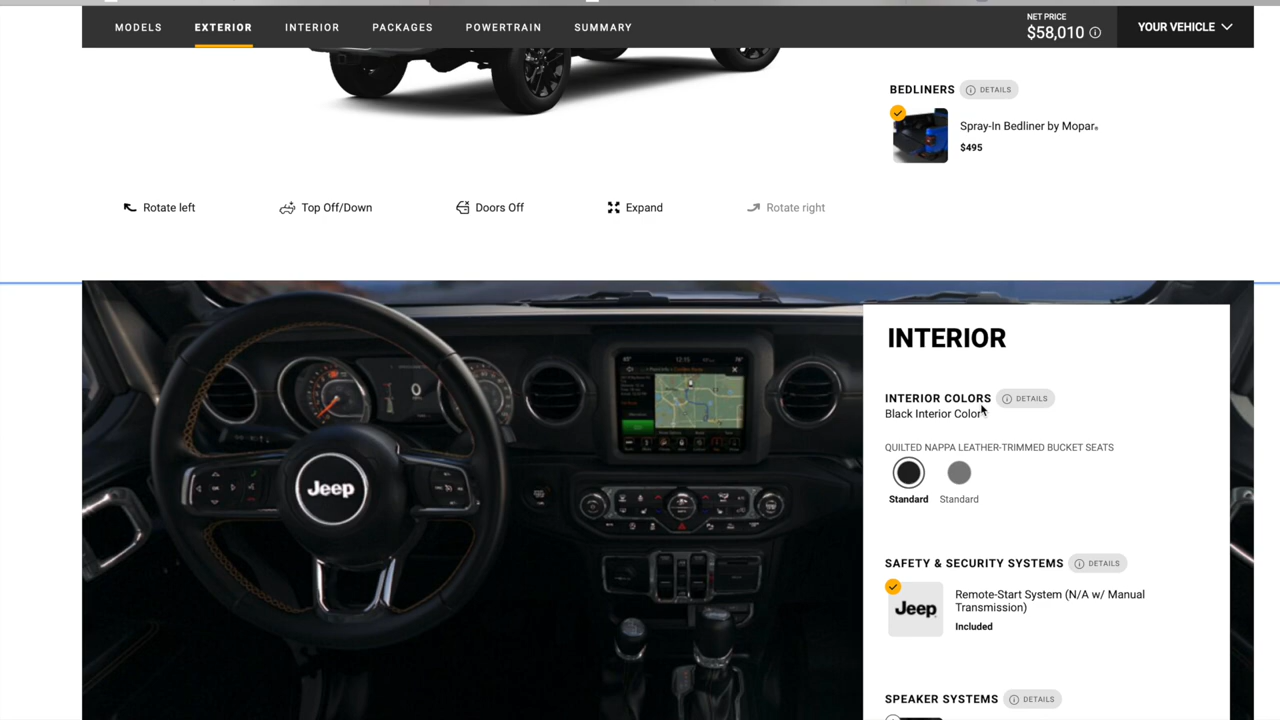 MODELS
EXTERIOR
INTERIOR
PACKAGES
POWERTRAIN
SUMMARY
NET PRICE
$58,010
YOUR VEHICLE
BEDLINERS
DETAILS
Spray-In Bedliner by Mopar®
$495
Rotate left
Top Off/Down
Doors Off
Expand
Rotate right
INTERIOR
INTERIOR COLORS
DETAILS
Black Interior Color
QUILTED NAPPA LEATHER-TRIMMED BUCKET SEATS
Standard
Standard
SAFETY & SECURITY SYSTEMS
DETAILS
Jeep
Remote-Start System (N/A w/ Manual
Transmission)
Included
SPEAKER SYSTEMS
DETAILS
Jeep
12:15